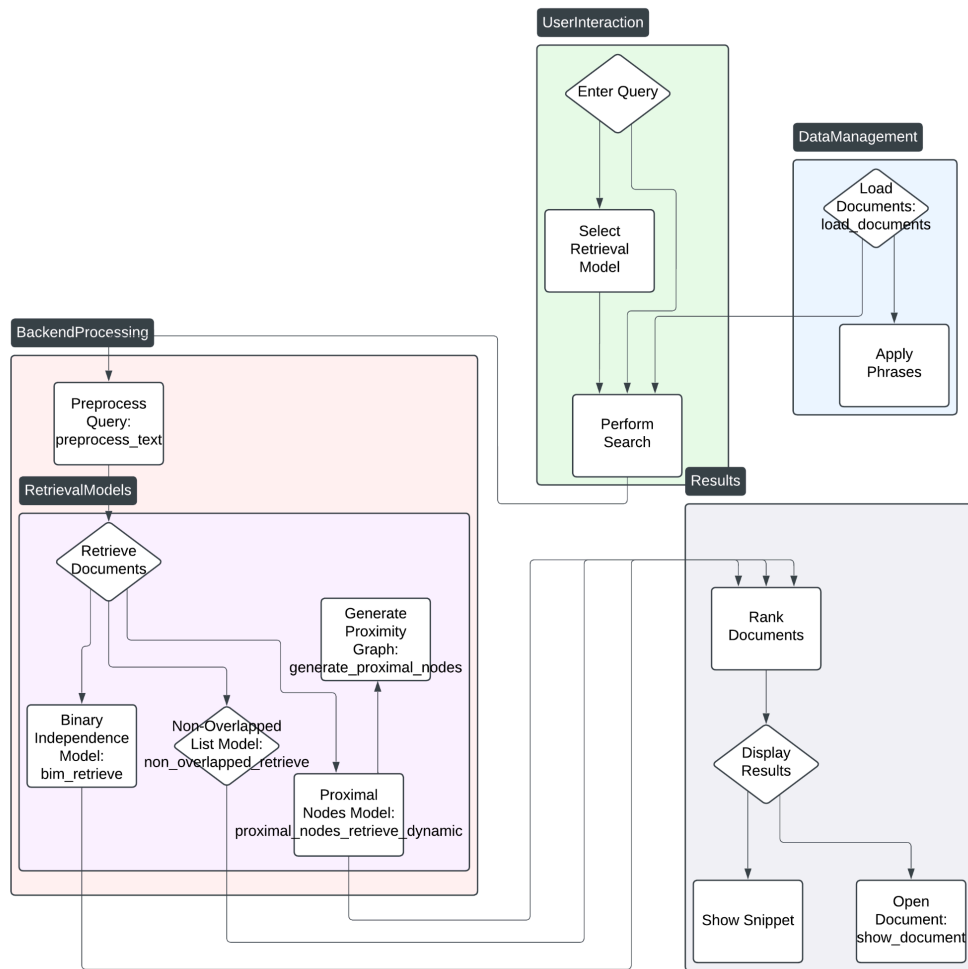 UserInteraction
Enter Query
Select
Retrieval
Model
Perform
Search
DataManagement
Load
Documents:
load_documents
Apply
Phrases
BackendProcessing
Preprocess
Query:
preprocess_text
RetrievalModels
Retrieve
Documents
Generate
Proximity
Graph:
generate_proximal_nodes
Binary
Independence
Model:
bim_retrieve
Non-Overlapped
List Model:
non_overlapped_retrieve
Proximal
Nodes Model:
proximal_nodes_retrieve_dynamic
Results
Rank
Documents
Display
Results
Show Snippet
Open
Document:
show_document